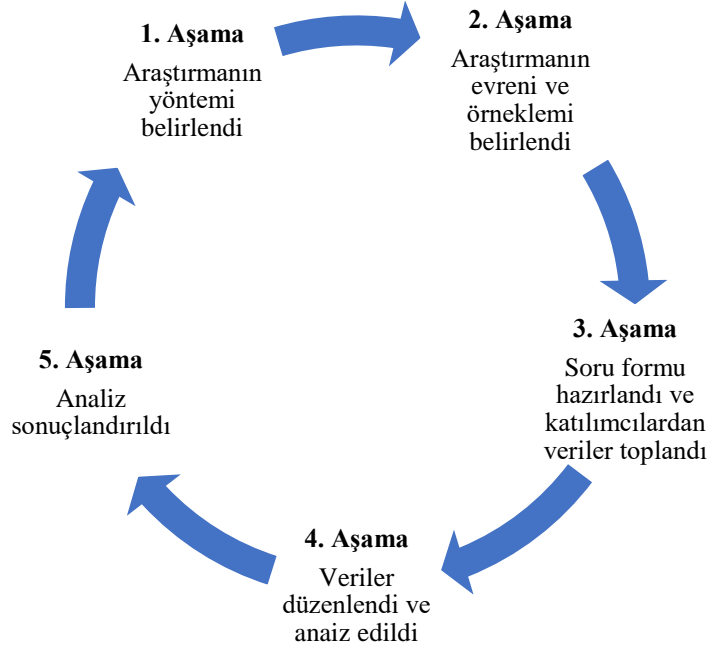 1. Aşama
Araştırmanın
yöntemi
belirlendi
2. Aşama
Araştırmanın
evreni ve
örneklemi
belirlendi
3. Aşama
Soru formu
hazırlandı ve
katılımcılardan
veriler toplandı
4. Aşama
Veriler
düzenlendi ve
anaiz edildi
5. Aşama
Analiz
sonuçlandırıldı